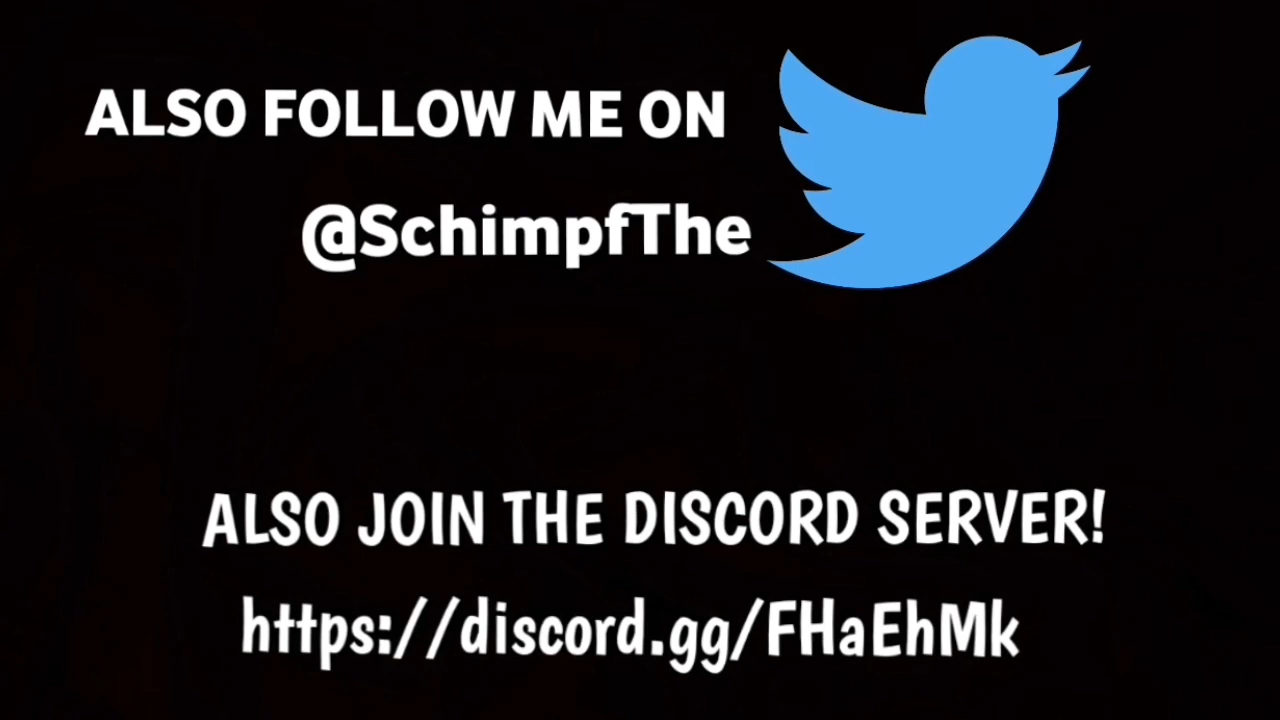 ALSO FOLLOW ME ON
@SchimpfThe
ALSO JOIN THE DISCORD SERVER!
https://discord.gg/FHaEhMk